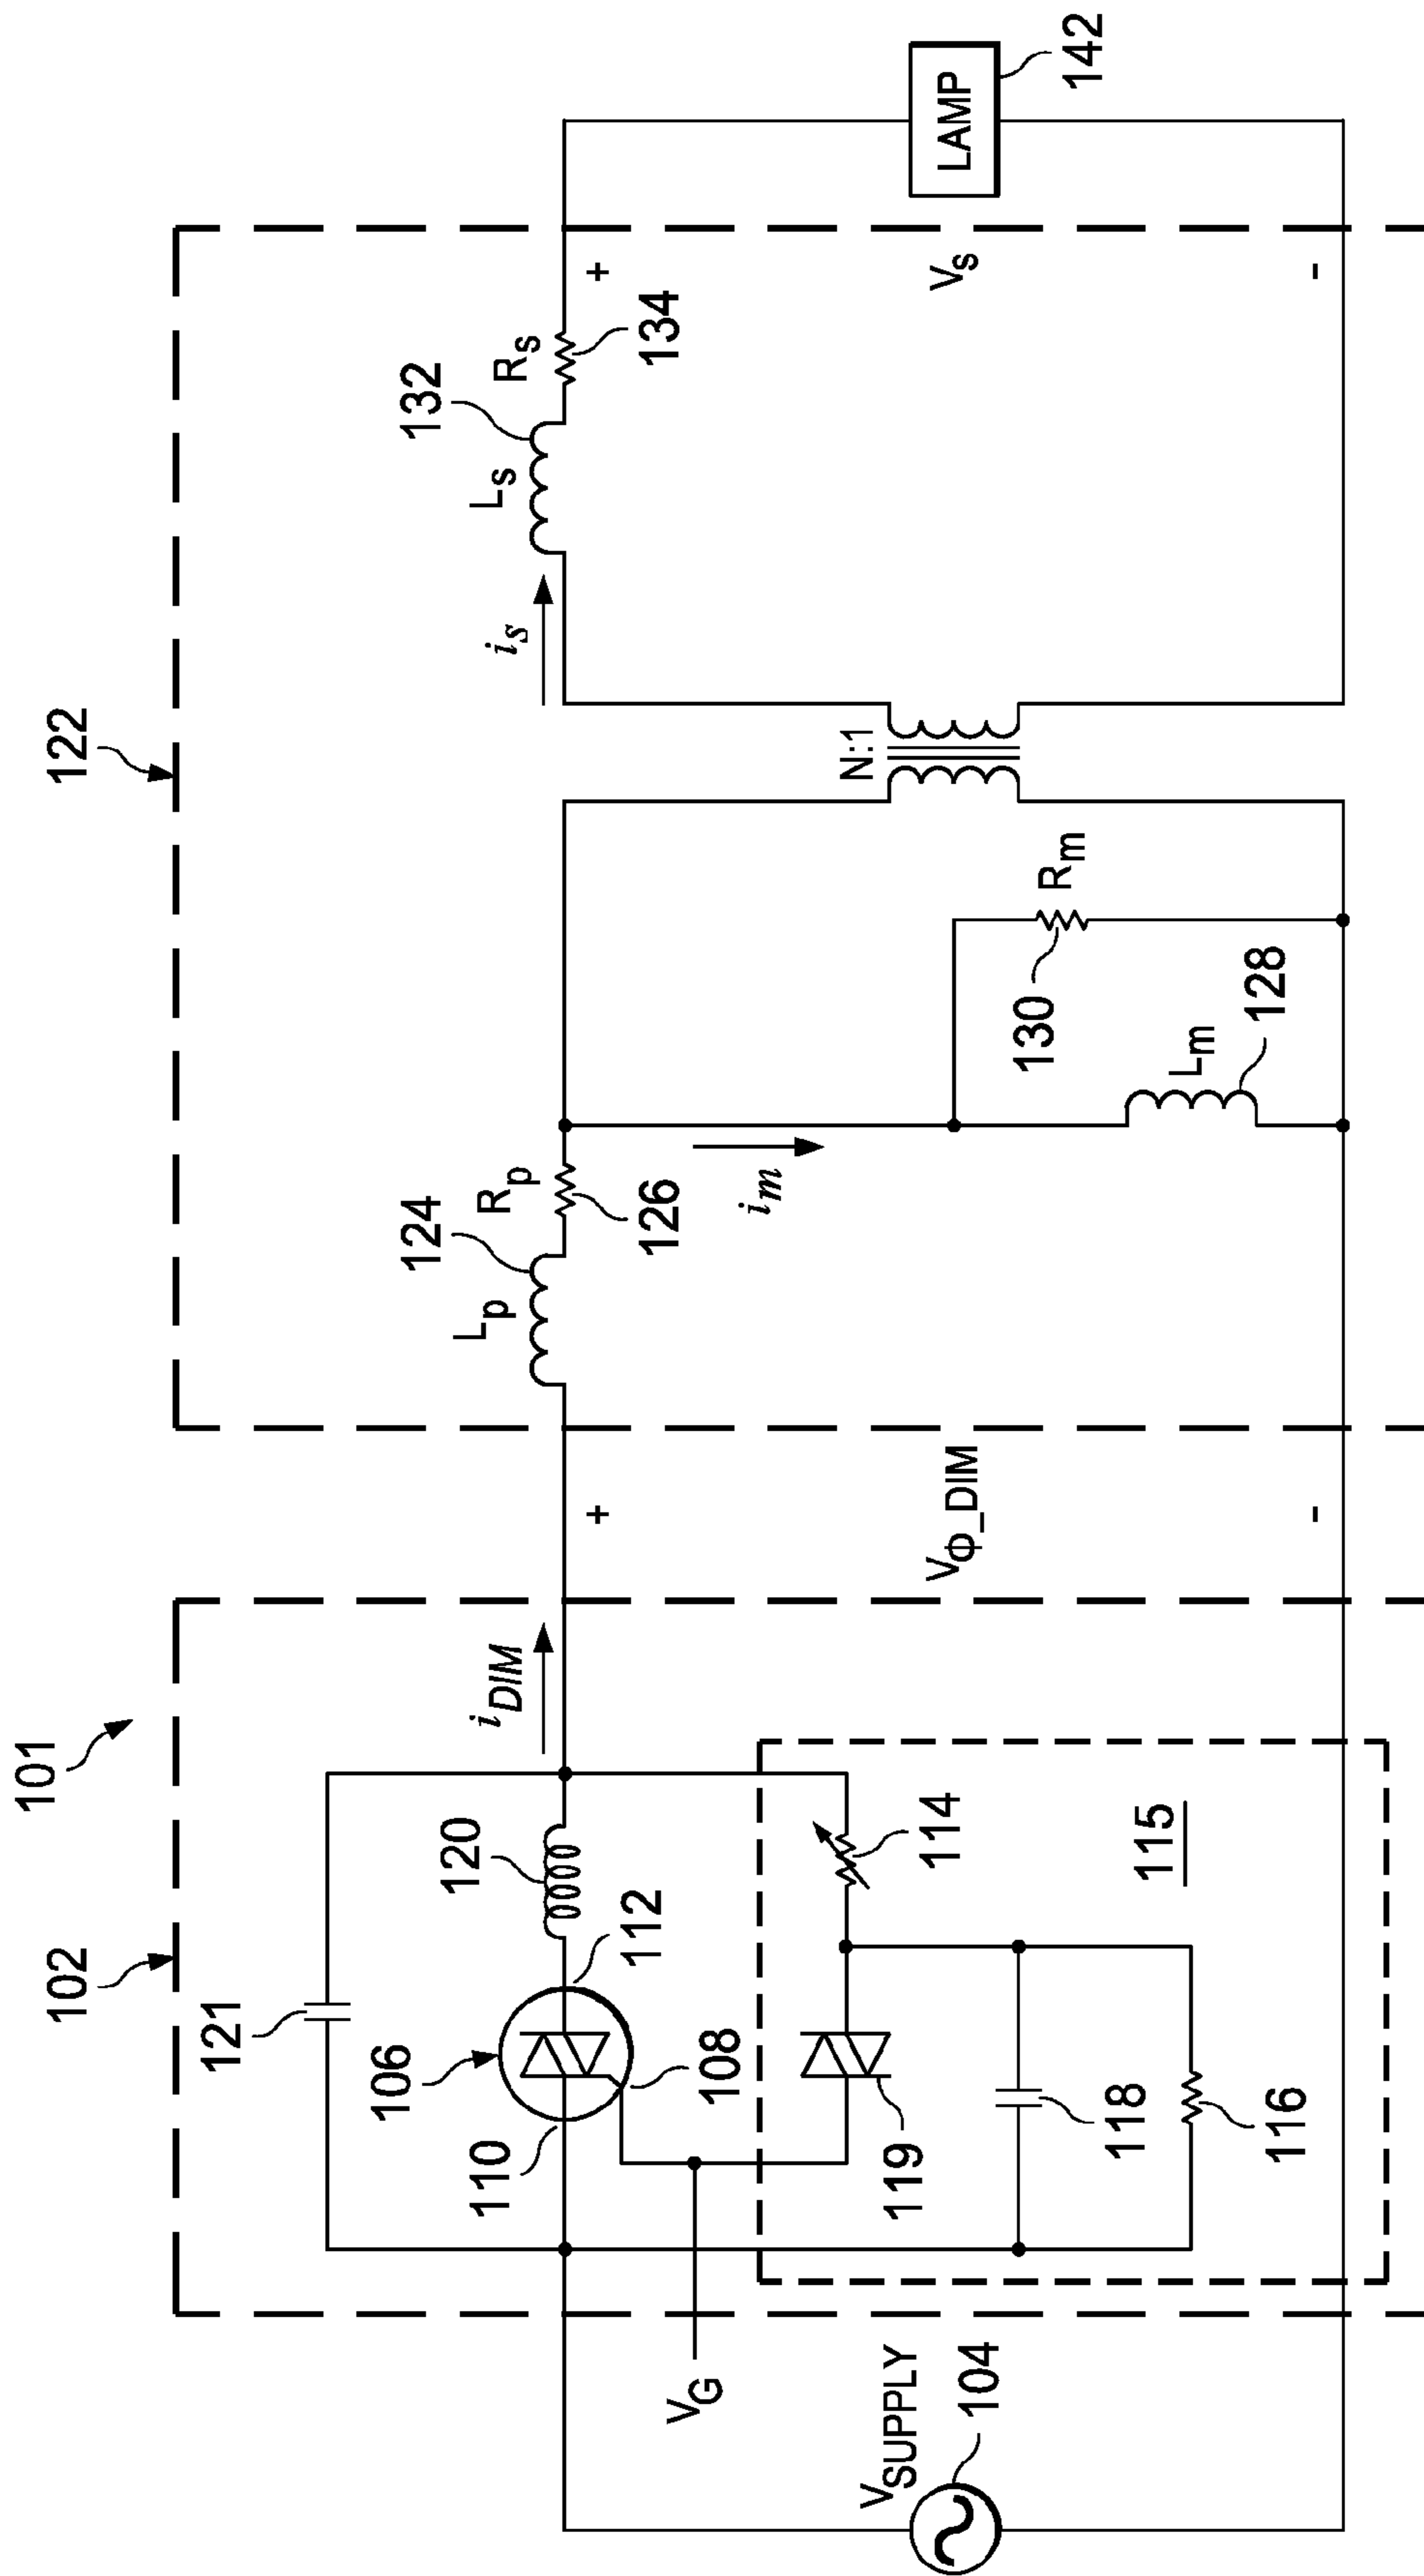 101
102
122
121
106
120
110
112
108
i_DIM
V_G
V_SUPPLY
104
119
114
115
118
116
+
V_Φ_DIM
-
124
L_p
R_p
126
i_m
130
R_m
L_m
128
N:1
i_s
132
L_s
R_s
134
+
V_s
-
LAMP
142